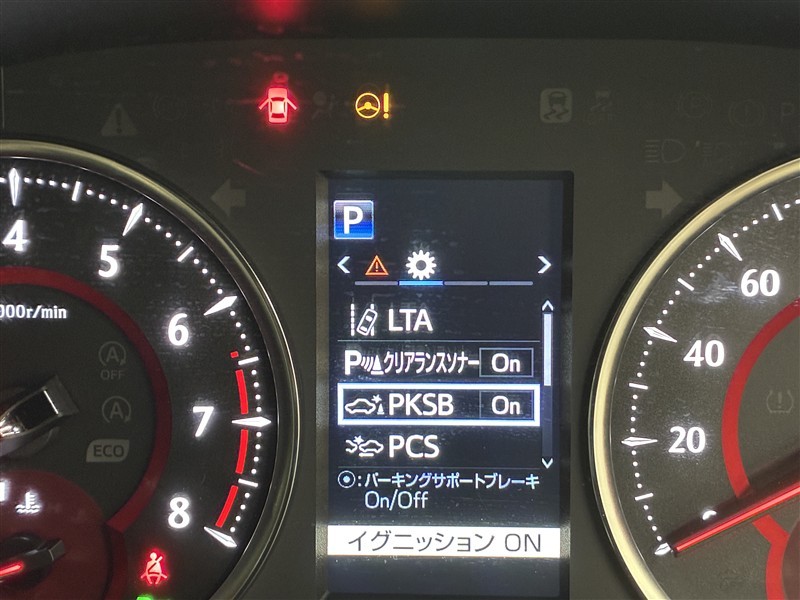 P
LTA
P クリアランスソナー On
PKSB On
PCS
:パーキングサポートブレーキ
On/Off
イグニッション ON
4
5
6
7
8
000r/min
A
OFF
A
ECO
60
40
20